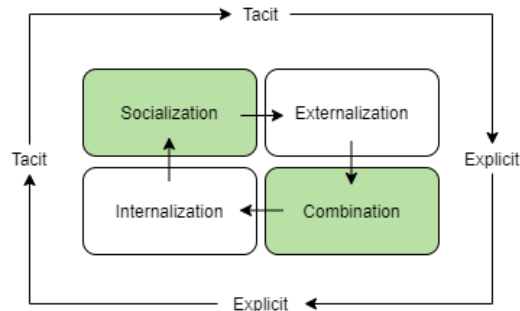 Tacit
Socialization
Externalization
Tacit
Explicit
Internalization
Combination
Explicit